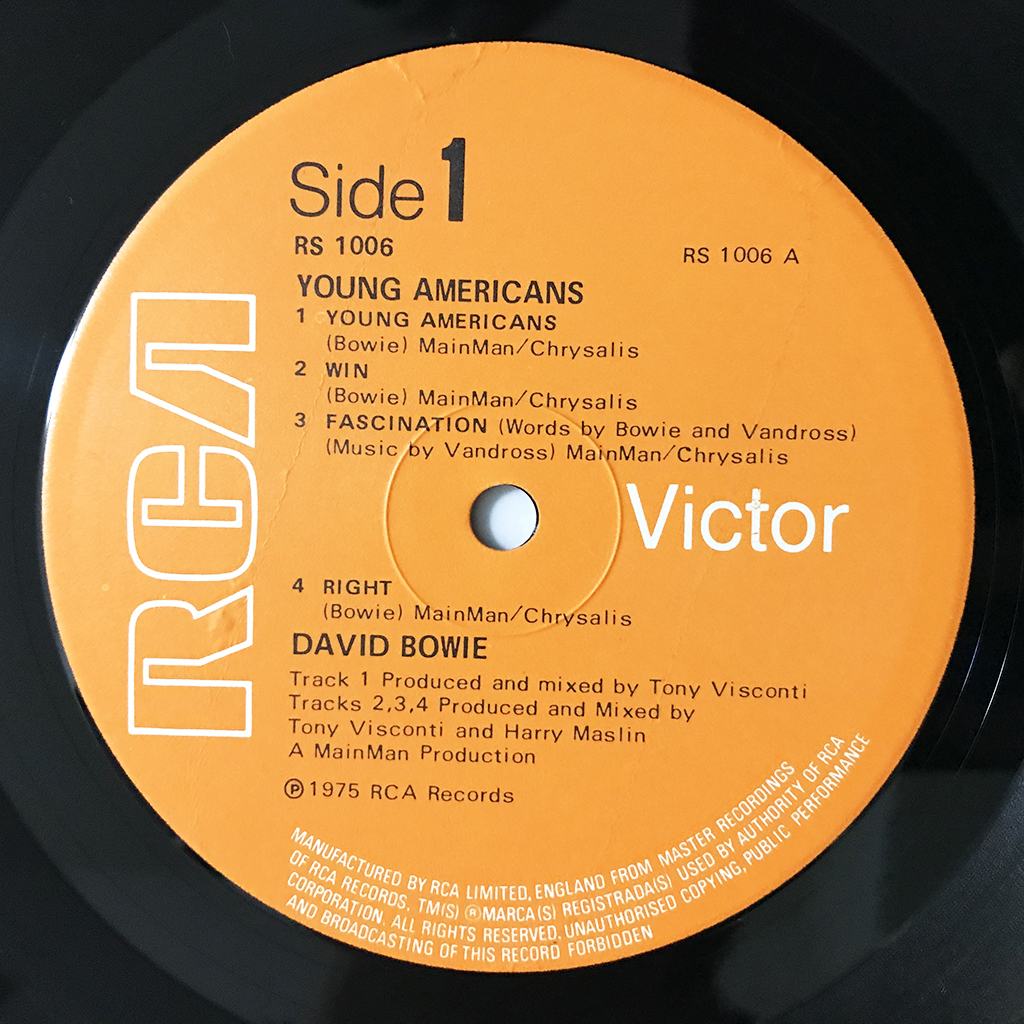 Side 1
RS 1006
RS 1006 A
YOUNG AMERICANS
1 YOUNG AMERICANS
(Bowie) MainMan/Chrysalis
2 WIN
(Bowie) MainMan/Chrysalis
3 FASCINATION (Words by Bowie and Vandross)
(Music by Vandross) MainMan/Chrysalis
RCA
Victor
4 RIGHT
(Bowie) MainMan/Chrysalis
DAVID BOWIE
Track 1 Produced and mixed by Tony Visconti
Tracks 2,3,4 Produced and Mixed by
Tony Visconti and Harry Maslin
A MainMan Production
℗ 1975 RCA Records
MANUFACTURED BY RCA LIMITED, ENGLAND FROM MASTER RECORDINGS
OF RCA RECORDS. TM(S) ® MARCA(S) REGISTRADA(S) USED BY AUTHORITY OF RCA
CORPORATION. ALL RIGHTS RESERVED. UNAUTHORISED COPYING, PUBLIC PERFORMANCE
AND BROADCASTING OF THIS RECORD FORBIDDEN